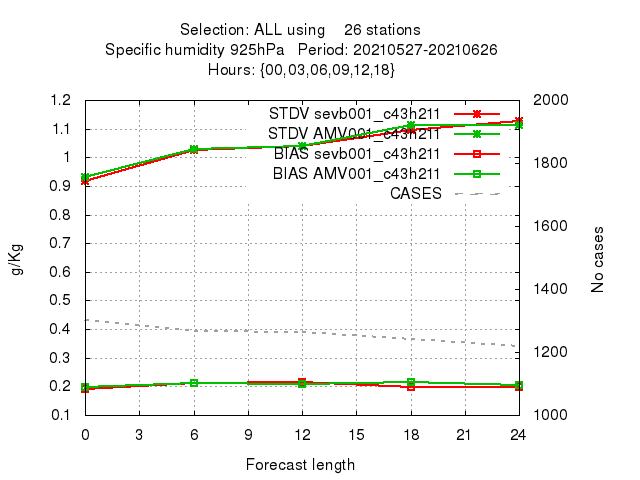 Selection: ALL using 26 stations
Specific humidity 925hPa Period: 20210527-20210626
Hours: {00,03,06,09,12,18}
STDV sevb001_c43h211
STDV AMV001_c43h211
BIAS sevb001_c43h211
BIAS AMV001_c43h211
CASES
1.2
1.1
1
0.9
0.8
0.7
0.6
0.5
0.4
0.3
0.2
0.1
g/Kg
2000
1800
1600
1400
1200
1000
No cases
0 3 6 9 12 15 18 21 24
Forecast length